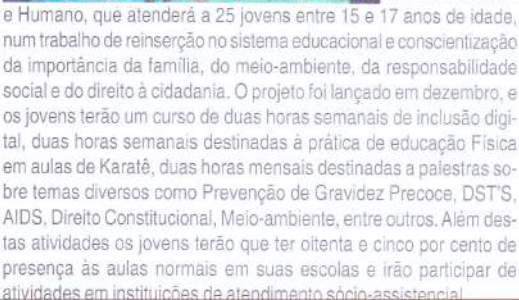 e Humano, que atenderá a 25 jovens entre 15 e 17 anos de idade,
num trabalho de reinserção no sistema educacional e conscientização
da importância da família, do meio-ambiente, da responsabilidade
social e do direito à cidadania. O projeto foi lançado em dezembro, e
os jovens terão um curso de duas horas semanais de inclusão digi-
tal, duas horas semanais destinadas à prática de educação Física
em aulas de Karatê, duas horas mensais destinadas a palestras so-
bre temas diversos como Prevenção de Gravidez Precoce, DST'S,
AIDS, Direito Constitucional, Meio-ambiente, entre outros. Além des-
tas atividades os jovens terão que ter oitenta e cinco por cento de
presença às aulas normais em suas escolas e irão participar de
atividades em instituições de atendimento sócio-assistencial